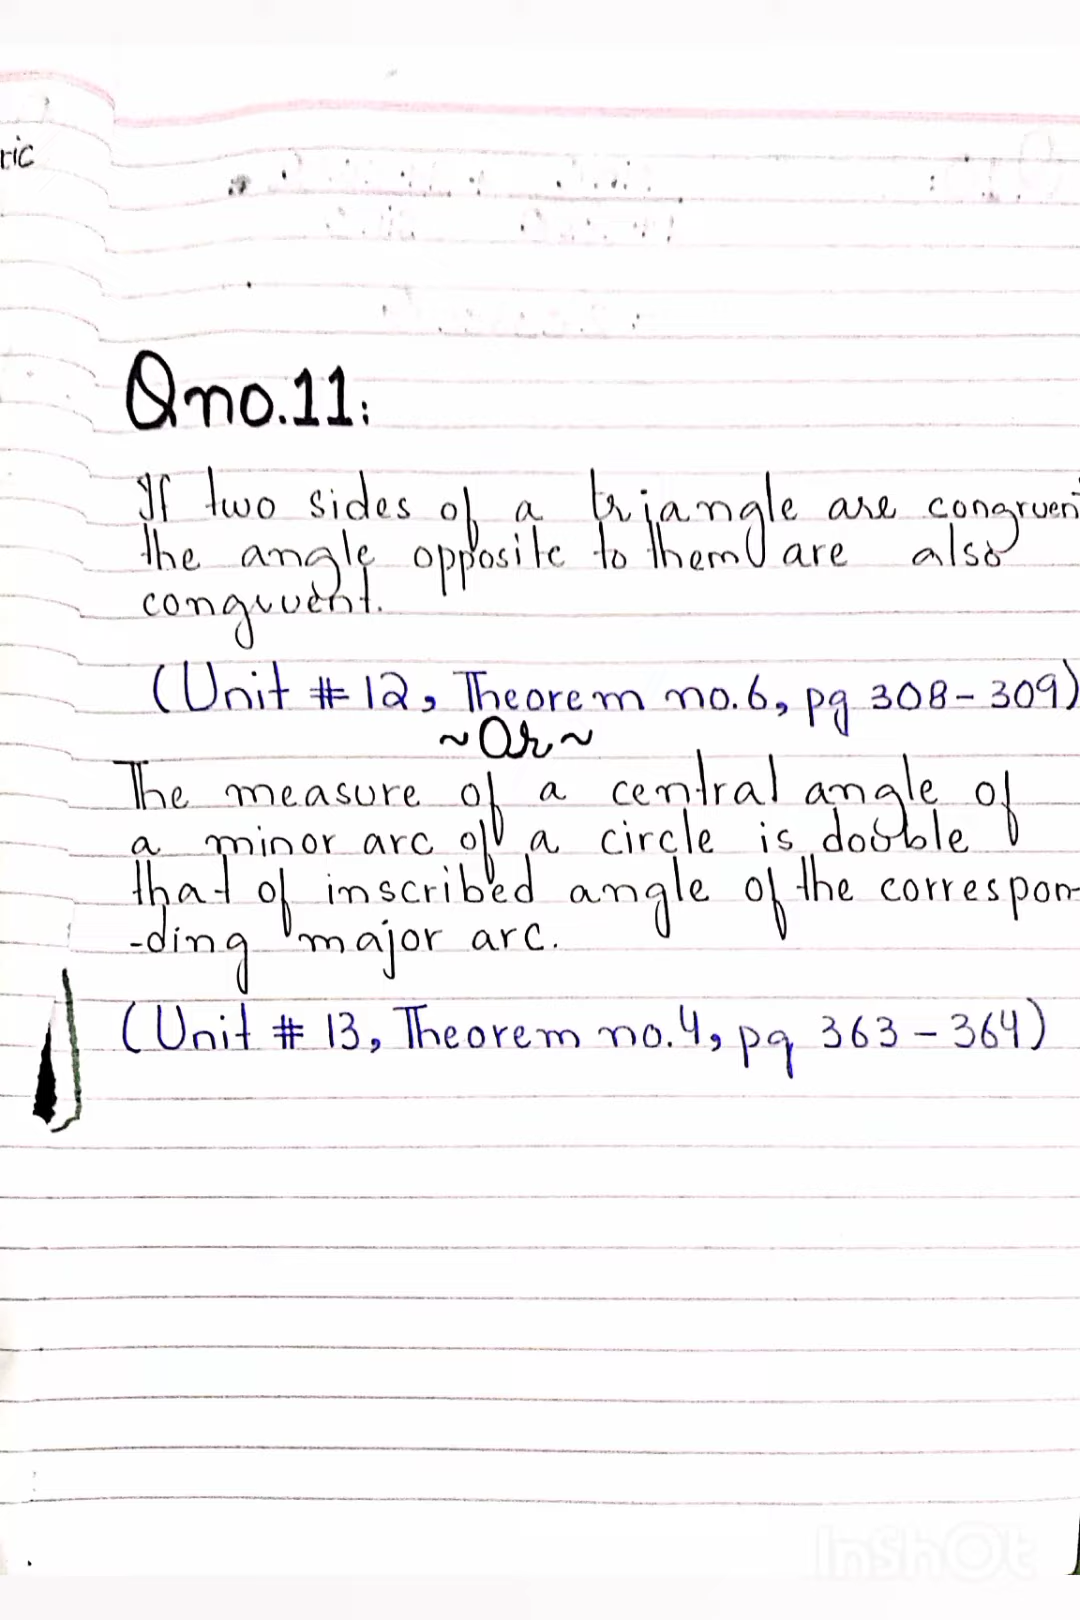 ric
Qno.11:
If two sides of a triangle are congruen
the angle opposite to them are also
congruent.
(Unit # 12, Theorem no.6, pg 308-309)
~Or~
The measure of a central angle of
a minor arc of a circle is double
that of inscribed angle of the correspon-
-ding major arc.
(Unit # 13, Theorem no.4, pg 363-364)
InShOt